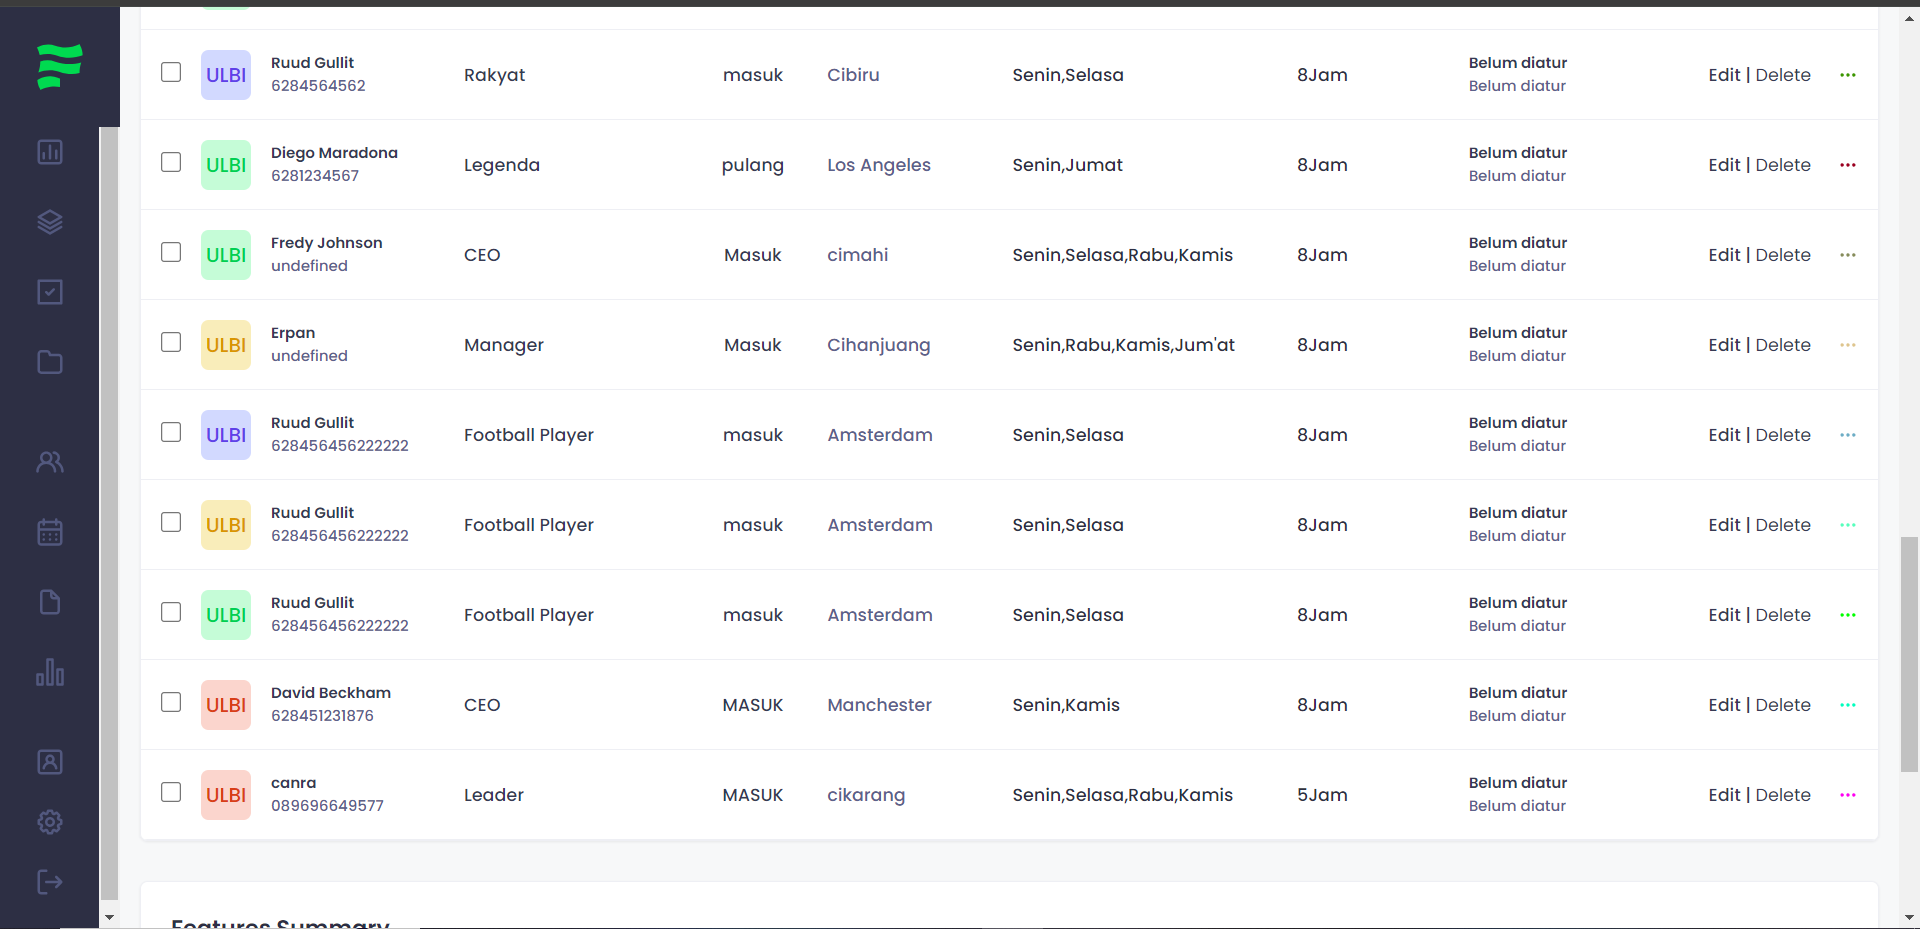 ULBI Ruud Gullit Rakyat masuk Cibiru Senin,Selasa 8Jam Belum diatur Edit | Delete ...
6284564562 Belum diatur
ULBI Diego Maradona Legenda pulang Los Angeles Senin,Jumat 8Jam Belum diatur Edit | Delete ...
6281234567 Belum diatur
ULBI Fredy Johnson CEO Masuk cimahi Senin,Selasa,Rabu,Kamis 8Jam Belum diatur Edit | Delete ...
undefined Belum diatur
ULBI Erpan Manager Masuk Cihanjuang Senin,Rabu,Kamis,Jum'at 8Jam Belum diatur Edit | Delete ...
undefined Belum diatur
ULBI Ruud Gullit Football Player masuk Amsterdam Senin,Selasa 8Jam Belum diatur Edit | Delete ...
628456456222222 Belum diatur
ULBI Ruud Gullit Football Player masuk Amsterdam Senin,Selasa 8Jam Belum diatur Edit | Delete ...
628456456222222 Belum diatur
ULBI Ruud Gullit Football Player masuk Amsterdam Senin,Selasa 8Jam Belum diatur Edit | Delete ...
628456456222222 Belum diatur
ULBI David Beckham CEO MASUK Manchester Senin,Kamis 8Jam Belum diatur Edit | Delete ...
628451231876 Belum diatur
ULBI canra Leader MASUK cikarang Senin,Selasa,Rabu,Kamis 5Jam Belum diatur Edit | Delete ...
089696649577 Belum diatur
Features Summary